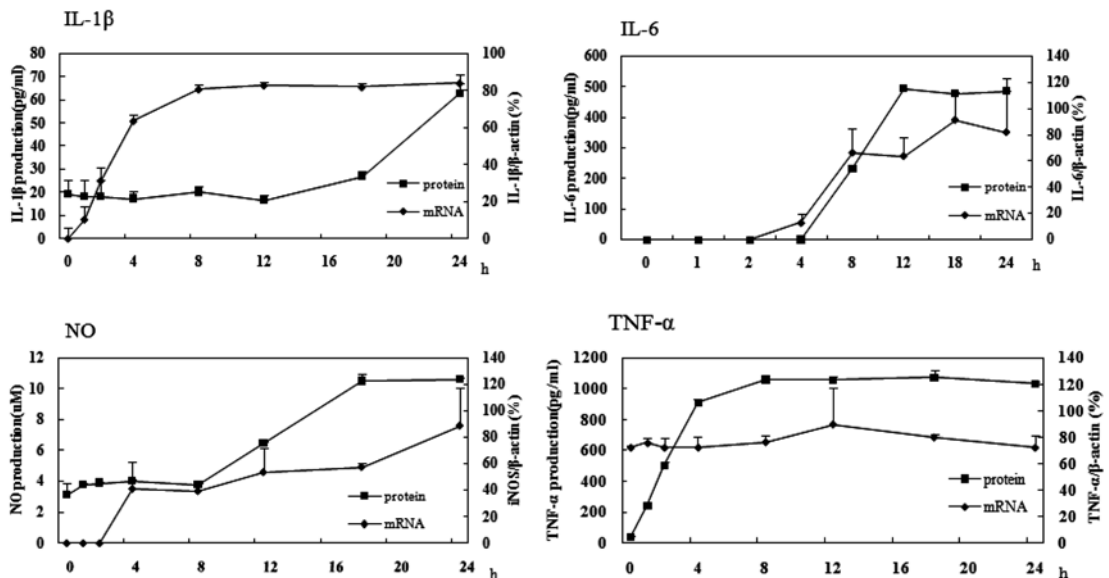 IL-1β
IL-1β production(pg/ml)
80
70
60
50
40
30
20
10
0
100
80
60
40
20
0
IL-1β/β-actin (%)
protein
mRNA
0 4 8 12 16 20 24 h
IL-6
IL-6 production(pg/ml)
600
500
400
300
200
100
0
140
120
100
80
60
40
20
0
IL-6/β-actin (%)
protein
mRNA
0 1 2 4 8 12 18 24 h
NO
NO production(uM)
12
10
8
6
4
2
0
140
120
100
80
60
40
20
0
iNOS/β-actin(%)
protein
mRNA
0 4 8 12 16 20 24 h
TNF-α
TNF-α production(pg/ml)
1200
1000
800
600
400
200
0
140
120
100
80
60
40
20
0
TNF-α/β-actin (%)
protein
mRNA
0 4 8 12 16 20 24 h